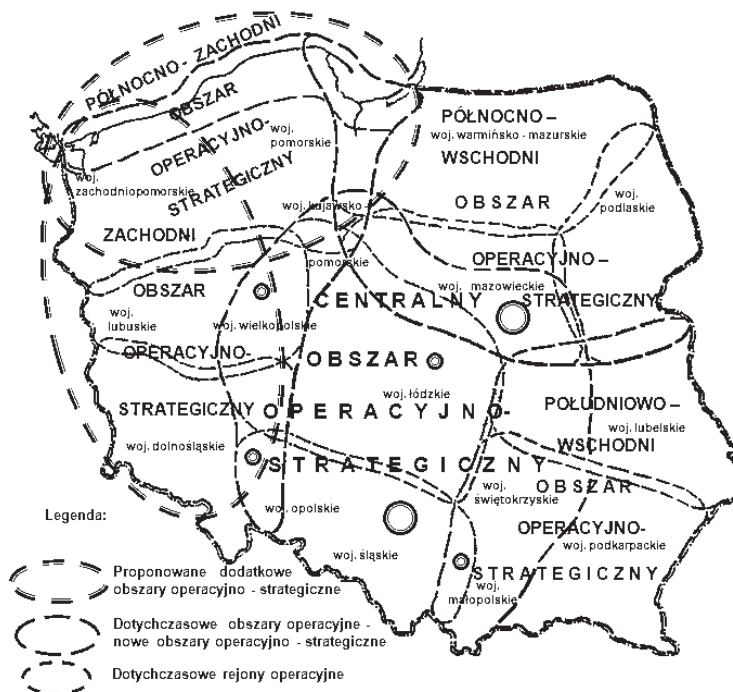 PÓŁNOCNO - ZACHODNI
OBSZAR
OPERACYJNO-
STRATEGICZNY
woj.
pomorskie
woj.
zachodniopomorskie
PÓŁNOCNO –
woj. warmińsko - mazurskie
WSCHODNI
OBSZAR
OPERACYJNO –
STRATEGICZNY
woj.
podlaskie
woj. kujawsko -
pomorskie
woj. mazowieckie
ZACHODNI
OBSZAR
OPERACYJNO-
STRATEGICZNY
woj.
lubuskie
woj. wielkopolskie
woj. dolnośląskie
CENTRALNY
OBSZAR
OPERACYJNO-
STRATEGICZNY
woj. łódzkie
woj. opolskie
woj. śląskie
POŁUDNIOWO –
woj. lubelskie
WSCHODNI
OBSZAR
OPERACYJNO-
STRATEGICZNY
woj.
świętokrzyskie
woj. podkarpackie
woj.
małopolskie
Legenda:
Proponowane dodatkowe
obszary operacyjno - strategiczne
Dotychczasowe obszary operacyjne -
nowe obszary operacyjno - strategiczne
Dotychczasowe rejony operacyjne